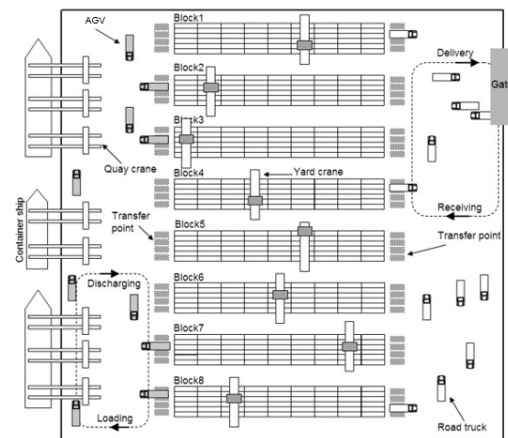 AGV
Block1
Delivery
Block2
Gate
Block3
Quay crane
Block4
Yard crane
Receiving
Transfer
point
Block5
Transfer point
Container ship
Discharging
Block6
Block7
Block8
Loading
Road truck